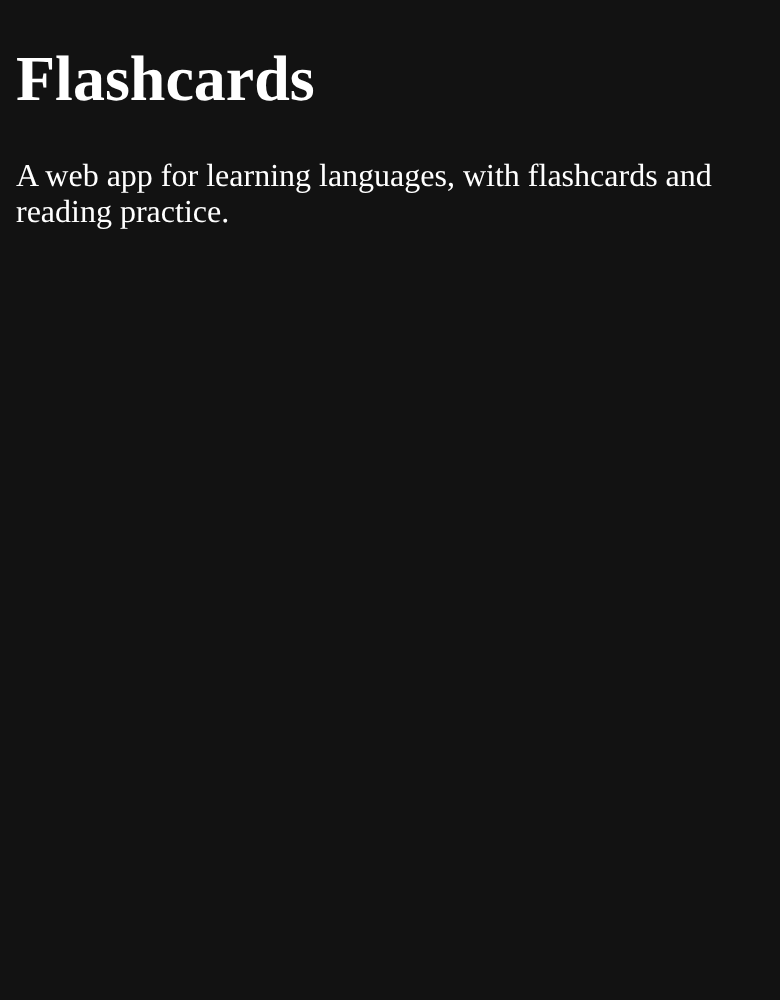 Flashcards
A web app for learning languages, with flashcards and
reading practice.